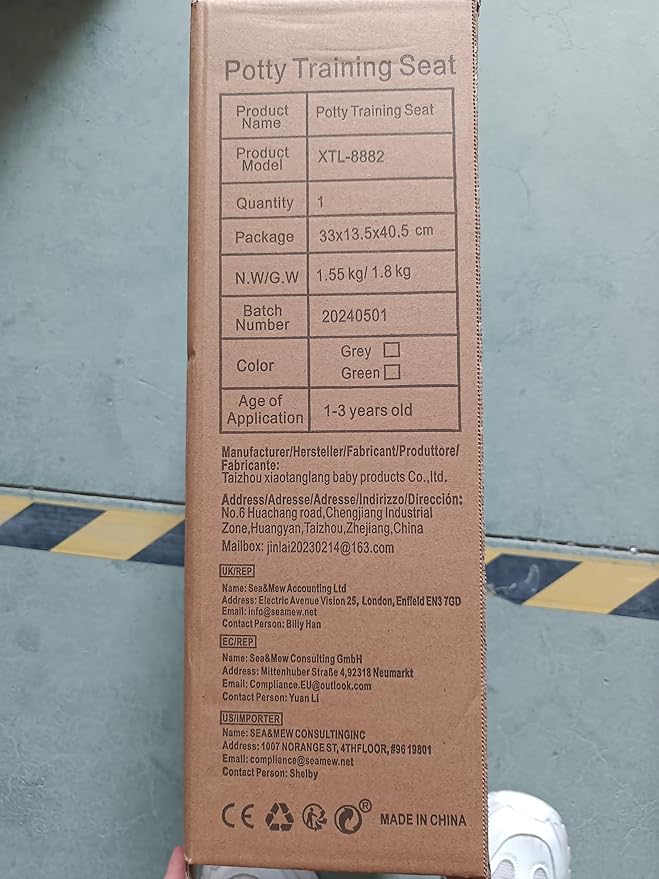 Potty Training Seat
Product Name Potty Training Seat
Product Model XTL-8882
Quantity 1
Package 33x13.5x40.5 cm
N.W/G.W 1.55 kg/ 1.8 kg
Batch Number 20240501
Color Grey
Green
Age of Application 1-3 years old
Manufacturer/Hersteller/Fabricant/Produttore/
Fabricante:
Taizhou xiaotanglang baby products Co.,ltd.
Address/Adresse/Adresse/Indirizzo/Dirección:
No.6 Huachang road,Chengjiang Industrial
Zone,Huangyan,Taizhou,Zhejiang,China
Mailbox: jinlai20230214@163.com
UK/REP
Name: Sea&Mew Accounting Ltd
Address: Electric Avenue Vision 25, London, Enfield EN3 7GD
Email: info@seamew.net
Contact Person: Billy Han
EC/REP
Name: Sea&Mew Consulting GmbH
Address: Mittenhuber Straße 4,92318 Neumarkt
Email: Compliance.EU@outlook.com
Contact Person: Yuan Li
US/IMPORTER
Name: SEA&MEW CONSULTINGINC
Address: 1007 NORANGE ST, 4THFLOOR, #96 19801
Email: compliance@seamew.net
Contact Person: Shelby
CE ® MADE IN CHINA